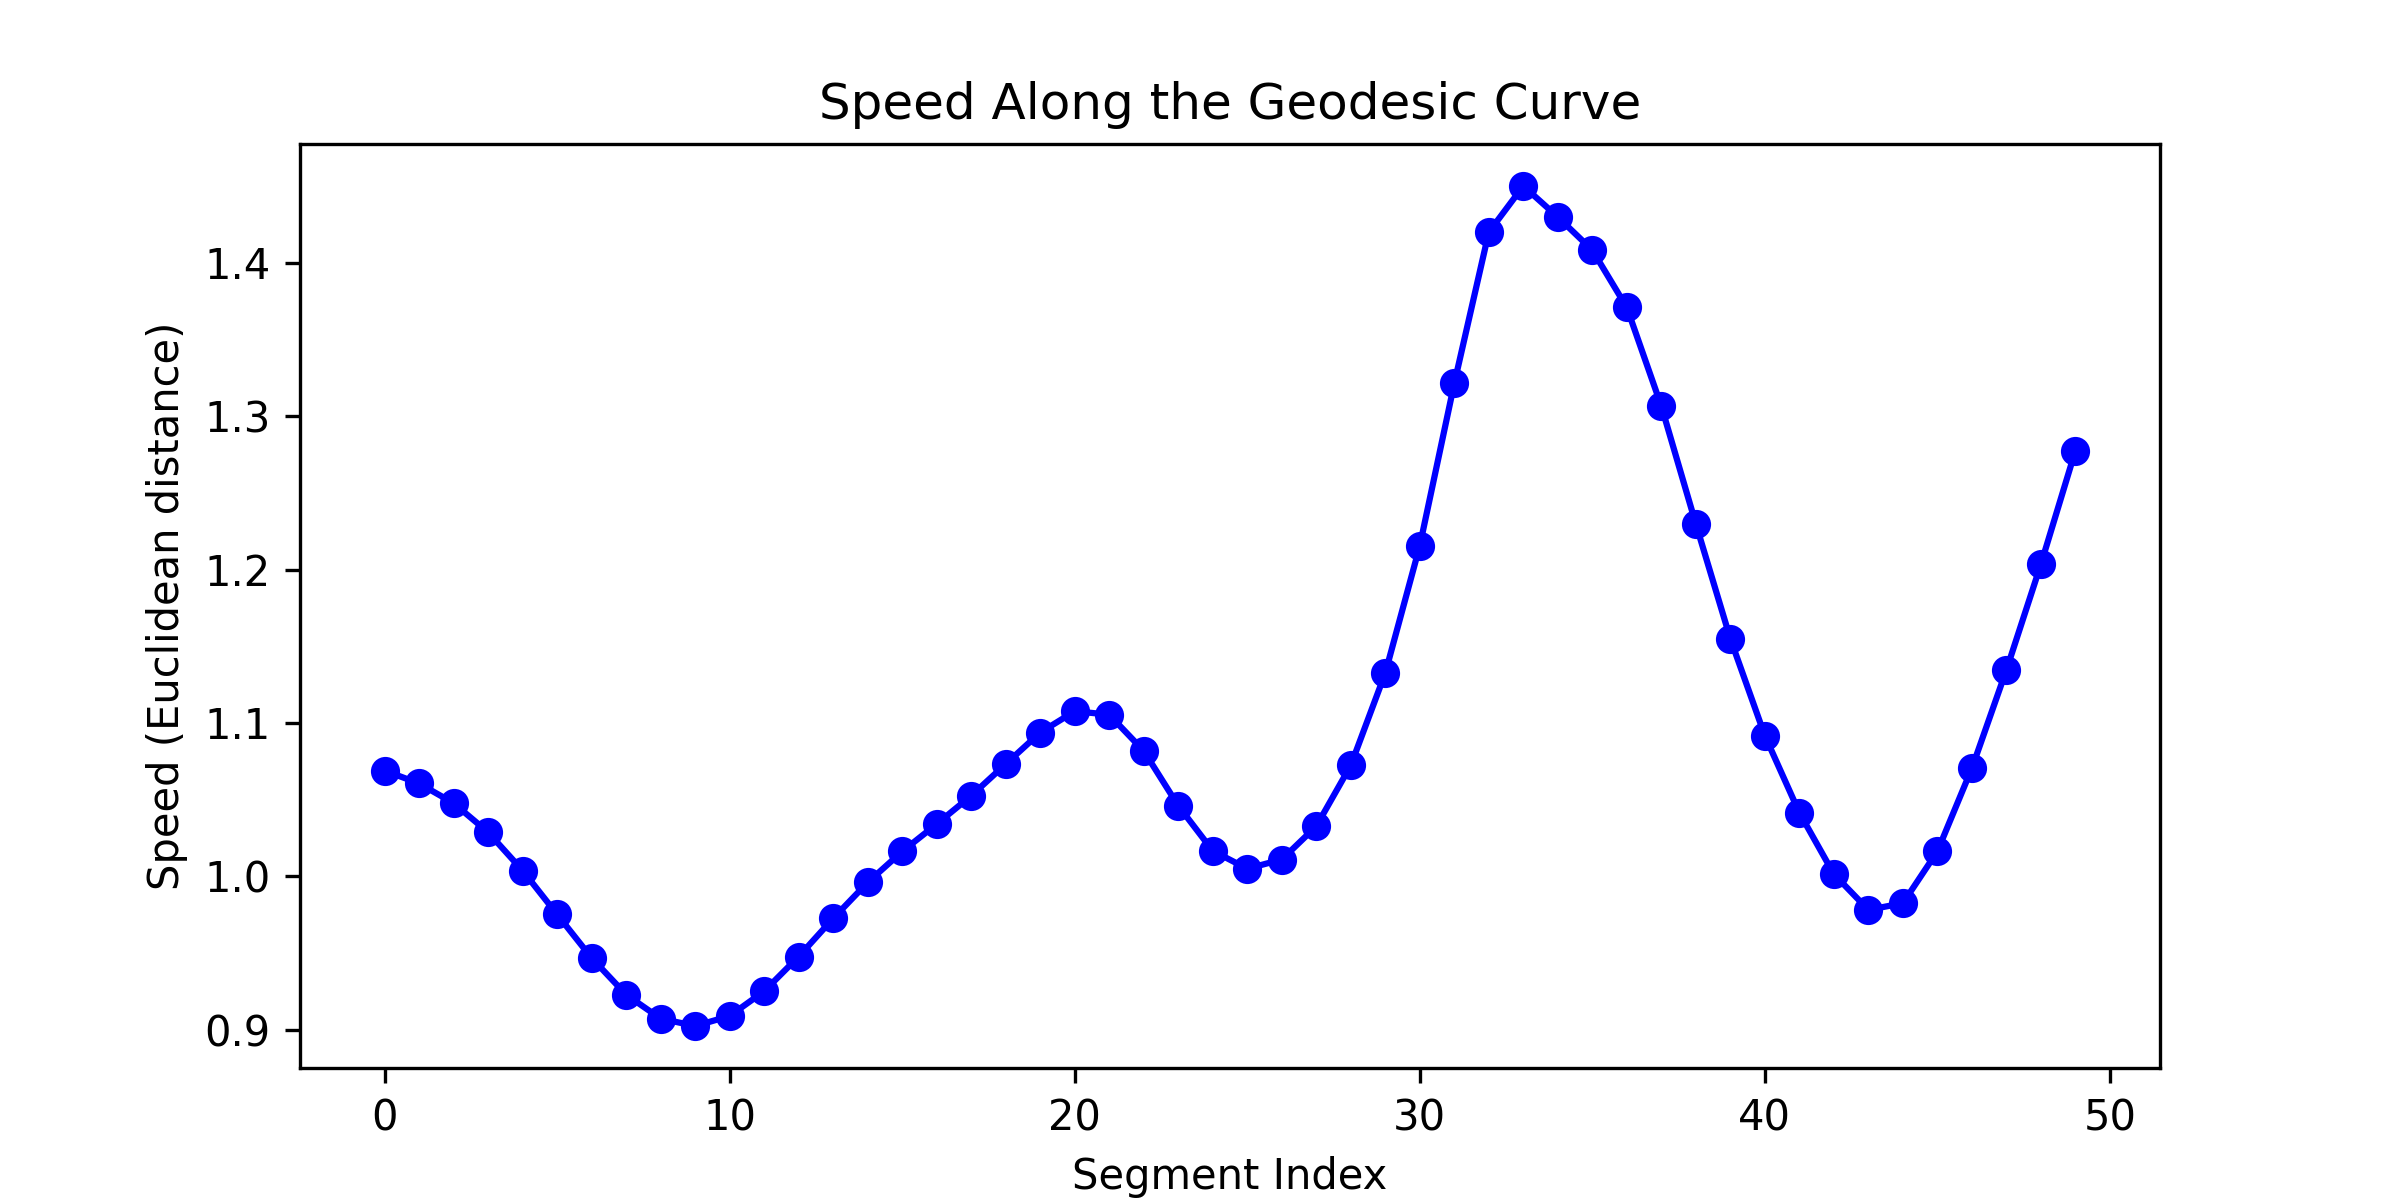 Speed Along the Geodesic Curve
Speed (Euclidean distance)
1.4
1.3
1.2
1.1
1.0
0.9
0 10 20 30 40 50
Segment Index